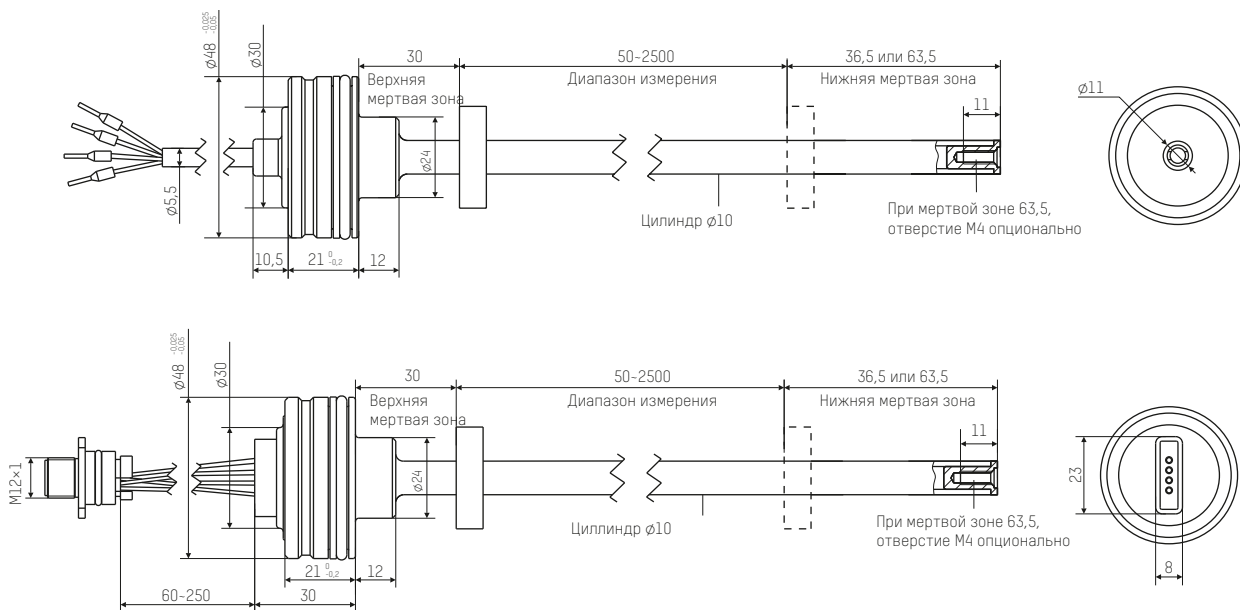 ø48 -0,025 -0,05
ø30
30
50~2500
36,5 или 63,5
Верхняя
мертвая зона
Диапазон измерения
Нижняя мертвая зона
11
ø11
ø24
ø5,5
Цилиндр ø10
При мертвой зоне 63,5,
отверстие М4 опционально
10,5
21 0 -0,2
12
ø48 -0,025 -0,05
ø30
30
50~2500
36,5 или 63,5
Верхняя
мертвая зона
Диапазон измерения
Нижняя мертвая зона
11
M12×1
ø24
23
Циллиндр ø10
При мертвой зоне 63,5,
отверстие М4 опционально
21 0 -0,2
12
8
60~250
30